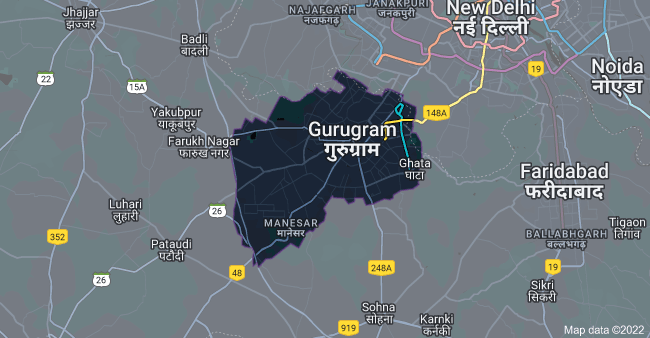 Jhajjar
झज्जर
NAJAFGARH
नजफगढ़
JANAKPURI
जनकपुरी
New Delhi
नई दिल्ली
Badli
बादली
22
15A
19
Noida
नोएडा
Yakubpur
याकूबपुर
148A
Gurugram
गुरुग्राम
Farukh Nagar
फारुख नगर
Ghata
घाटा
Faridabad
फरीदाबाद
Luhari
लुहारी
26
MANESAR
मानेसर
Tigaon
तिगाव
352
Pataudi
पटौदी
BALLABHGARH
बल्लभगढ़
26
48
248A
19
Sikri
सिकरी
Sohna
सोहना
Karnki
कर्नकी
919
Map data ©2022